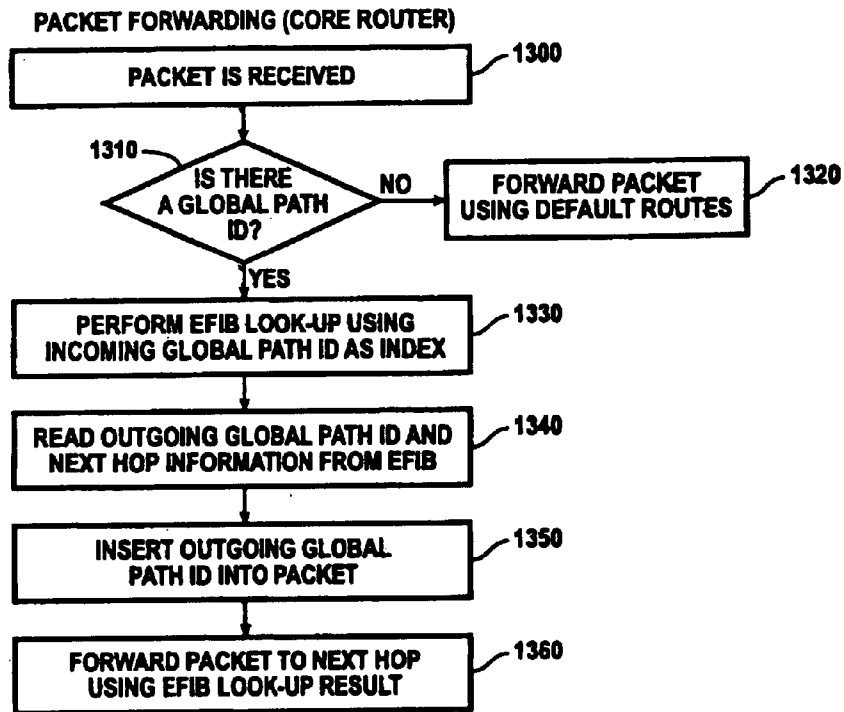 PACKET FORWARDING (CORE ROUTER)
PACKET IS RECEIVED
1300
1310
IS THERE
A GLOBAL PATH
ID?
NO
FORWARD PACKET
USING DEFAULT ROUTES
1320
YES
PERFORM EFIB LOOK-UP USING
INCOMING GLOBAL PATH ID AS INDEX
1330
READ OUTGOING GLOBAL PATH ID AND
NEXT HOP INFORMATION FROM EFIB
1340
INSERT OUTGOING GLOBAL
PATH ID INTO PACKET
1350
FORWARD PACKET TO NEXT HOP
USING EFIB LOOK-UP RESULT
1360